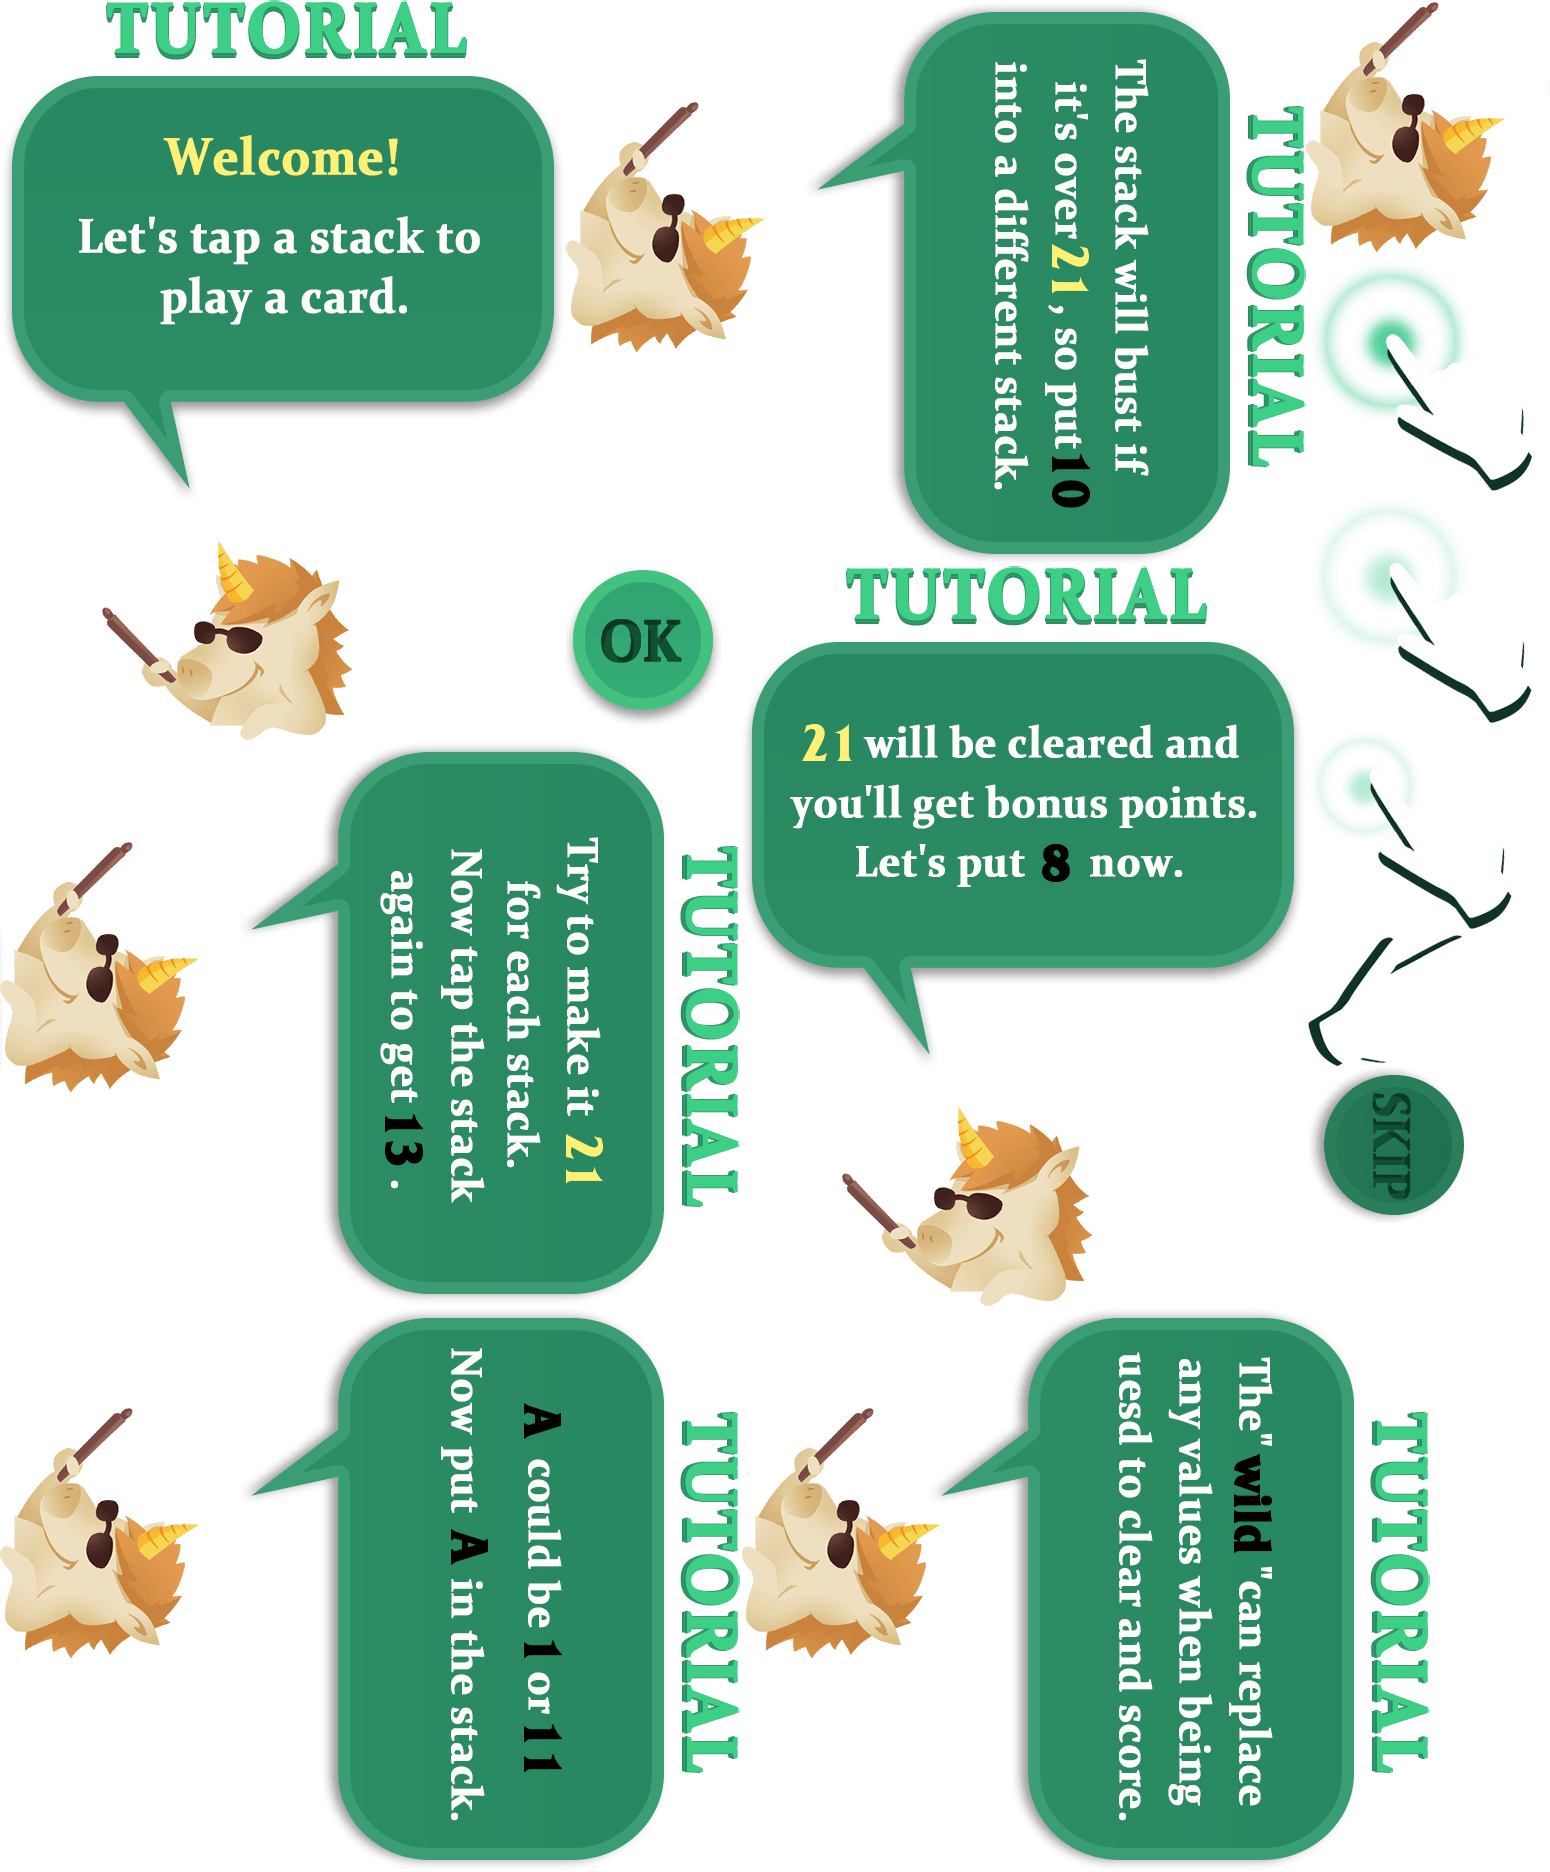 TUTORIAL
Welcome!
Let's tap a stack to
play a card.
TUTORIAL
The stack will bust if
it's over 21, so put 10
into a different stack.
OK
TUTORIAL
21 will be cleared and
you'll get bonus points.
Let's put 8 now.
TUTORIAL
Try to make it 21
for each stack.
Now tap the stack
again to get 13 .
SKIP
TUTORIAL
A could be 1 or 11
Now put A in the stack.
TUTORIAL
The" wild "can replace
any values when being
uesd to clear and score.